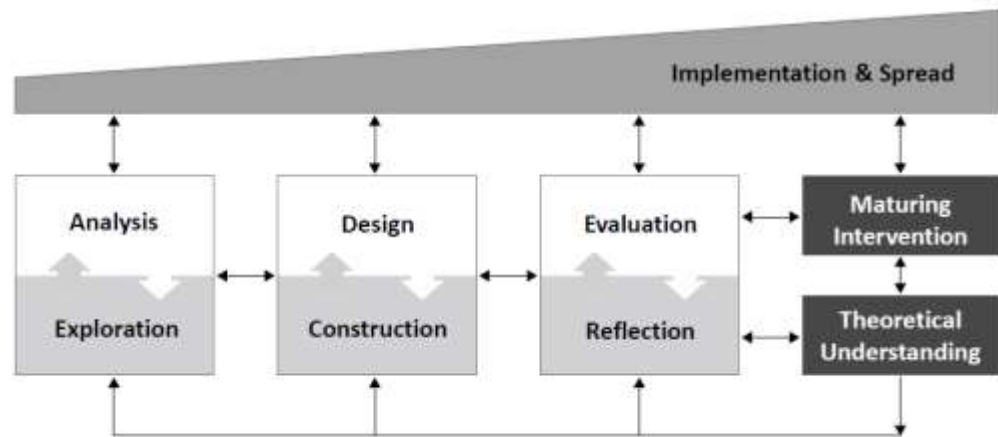 Implementation & Spread
Analysis
Exploration
Design
Construction
Evaluation
Reflection
Maturing
Intervention
Theoretical
Understanding